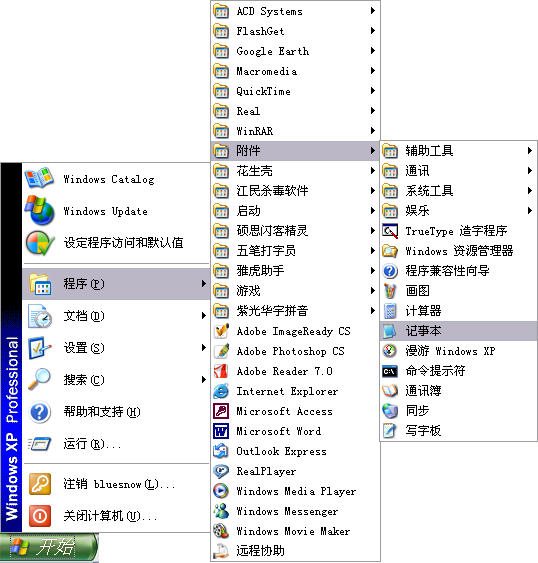 ACD Systems
FlashGet
Google Earth
Macromedia
QuickTime
Real
WinRAR
附件
花生壳
江民杀毒软件
启动
硕思闪客精灵
五笔打字员
雅虎助手
游戏
紫光华宇拼音
Adobe ImageReady CS
Adobe Photoshop CS
Adobe Reader 7.0
Internet Explorer
Microsoft Access
Microsoft Word
Outlook Express
RealPlayer
Windows Media Player
Windows Messenger
Windows Movie Maker
远程协助
辅助工具
通讯
系统工具
娱乐
TrueType 造字程序
Windows 资源管理器
程序兼容性向导
画图
计算器
记事本
漫游 Windows XP
命令提示符
通讯簿
同步
写字板
Windows Catalog
Windows Update
设定程序访问和默认值
程序(P)
文档(D)
设置(S)
搜索(C)
帮助和支持(H)
运行(R)...
注销 bluesnow(L)...
关闭计算机(U)...
Windows XP Professional
开始